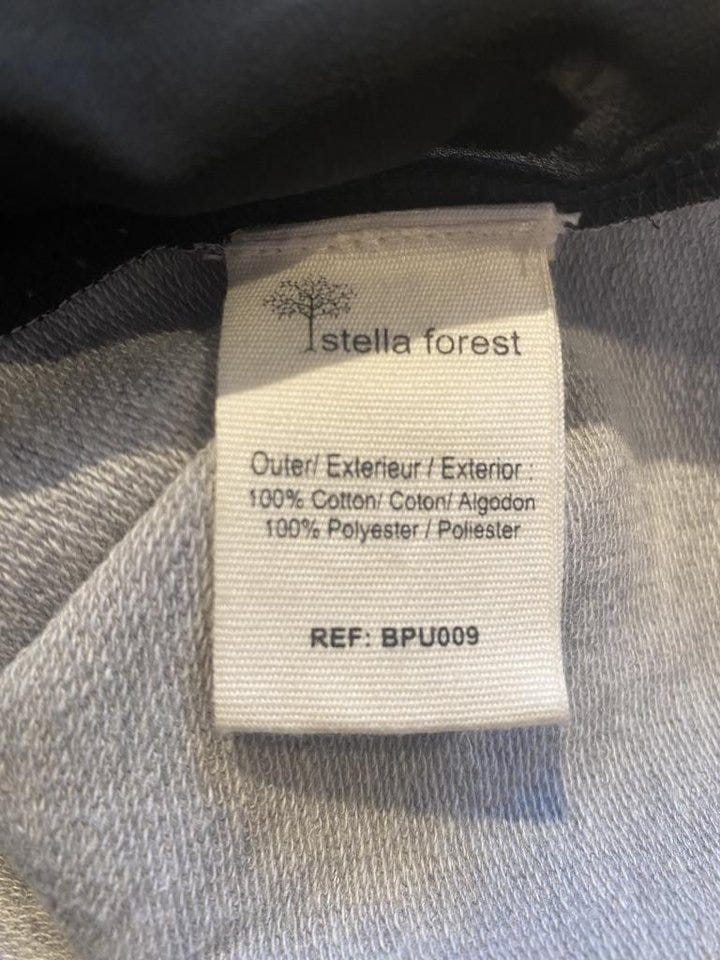 stella forest
Outer/ Exterieur / Exterior :
100% Cotton/ Coton/ Algodon
100% Polyester / Poliester
REF: BPU009